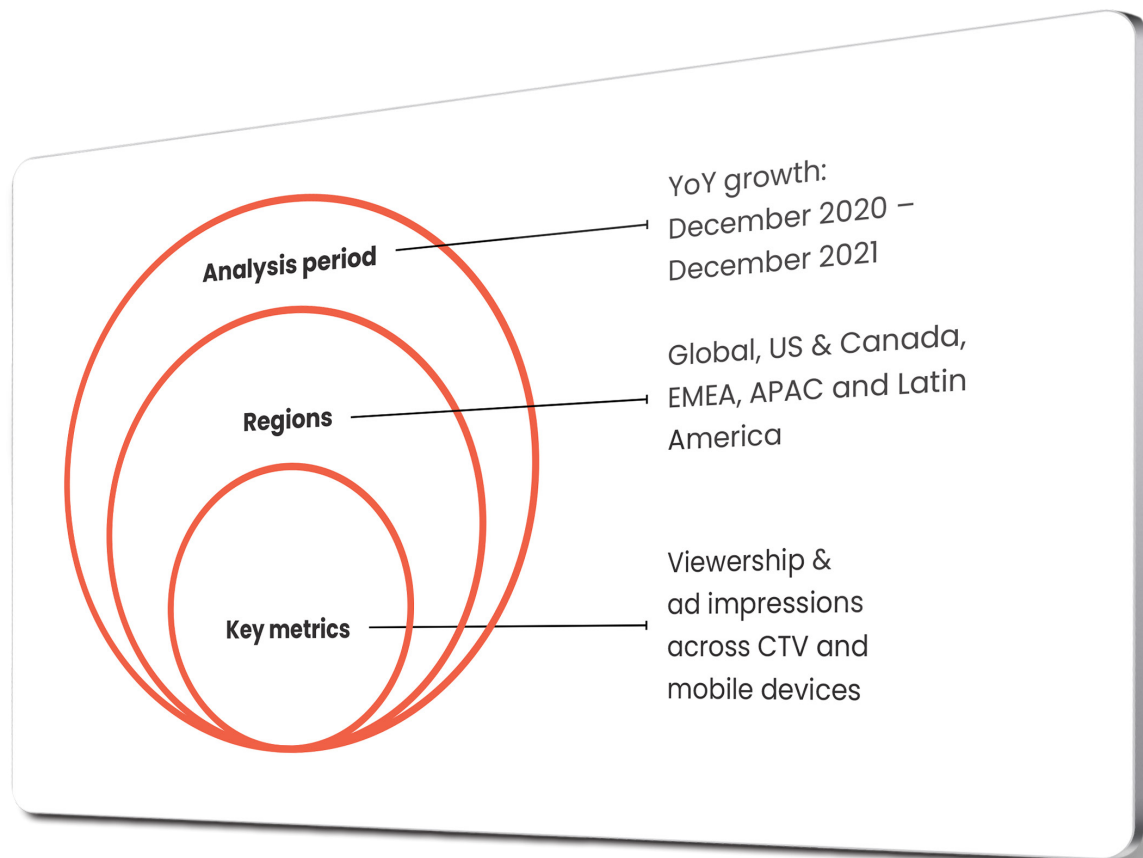 Analysis period
YoY growth:
December 2020 –
December 2021
Regions
Global, US & Canada,
EMEA, APAC and Latin
America
Key metrics
Viewership &
ad impressions
across CTV and
mobile devices